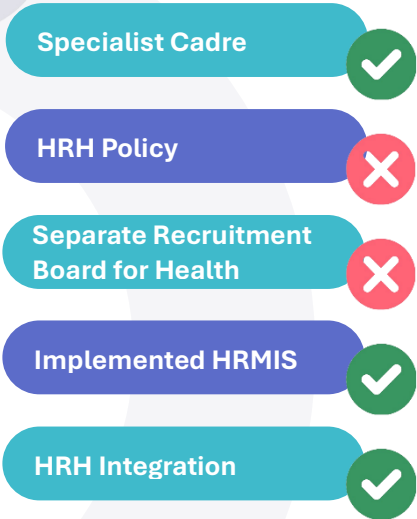 Specialist Cadre
HRH Policy
Separate Recruitment
Board for Health
Implemented HRMIS
HRH Integration